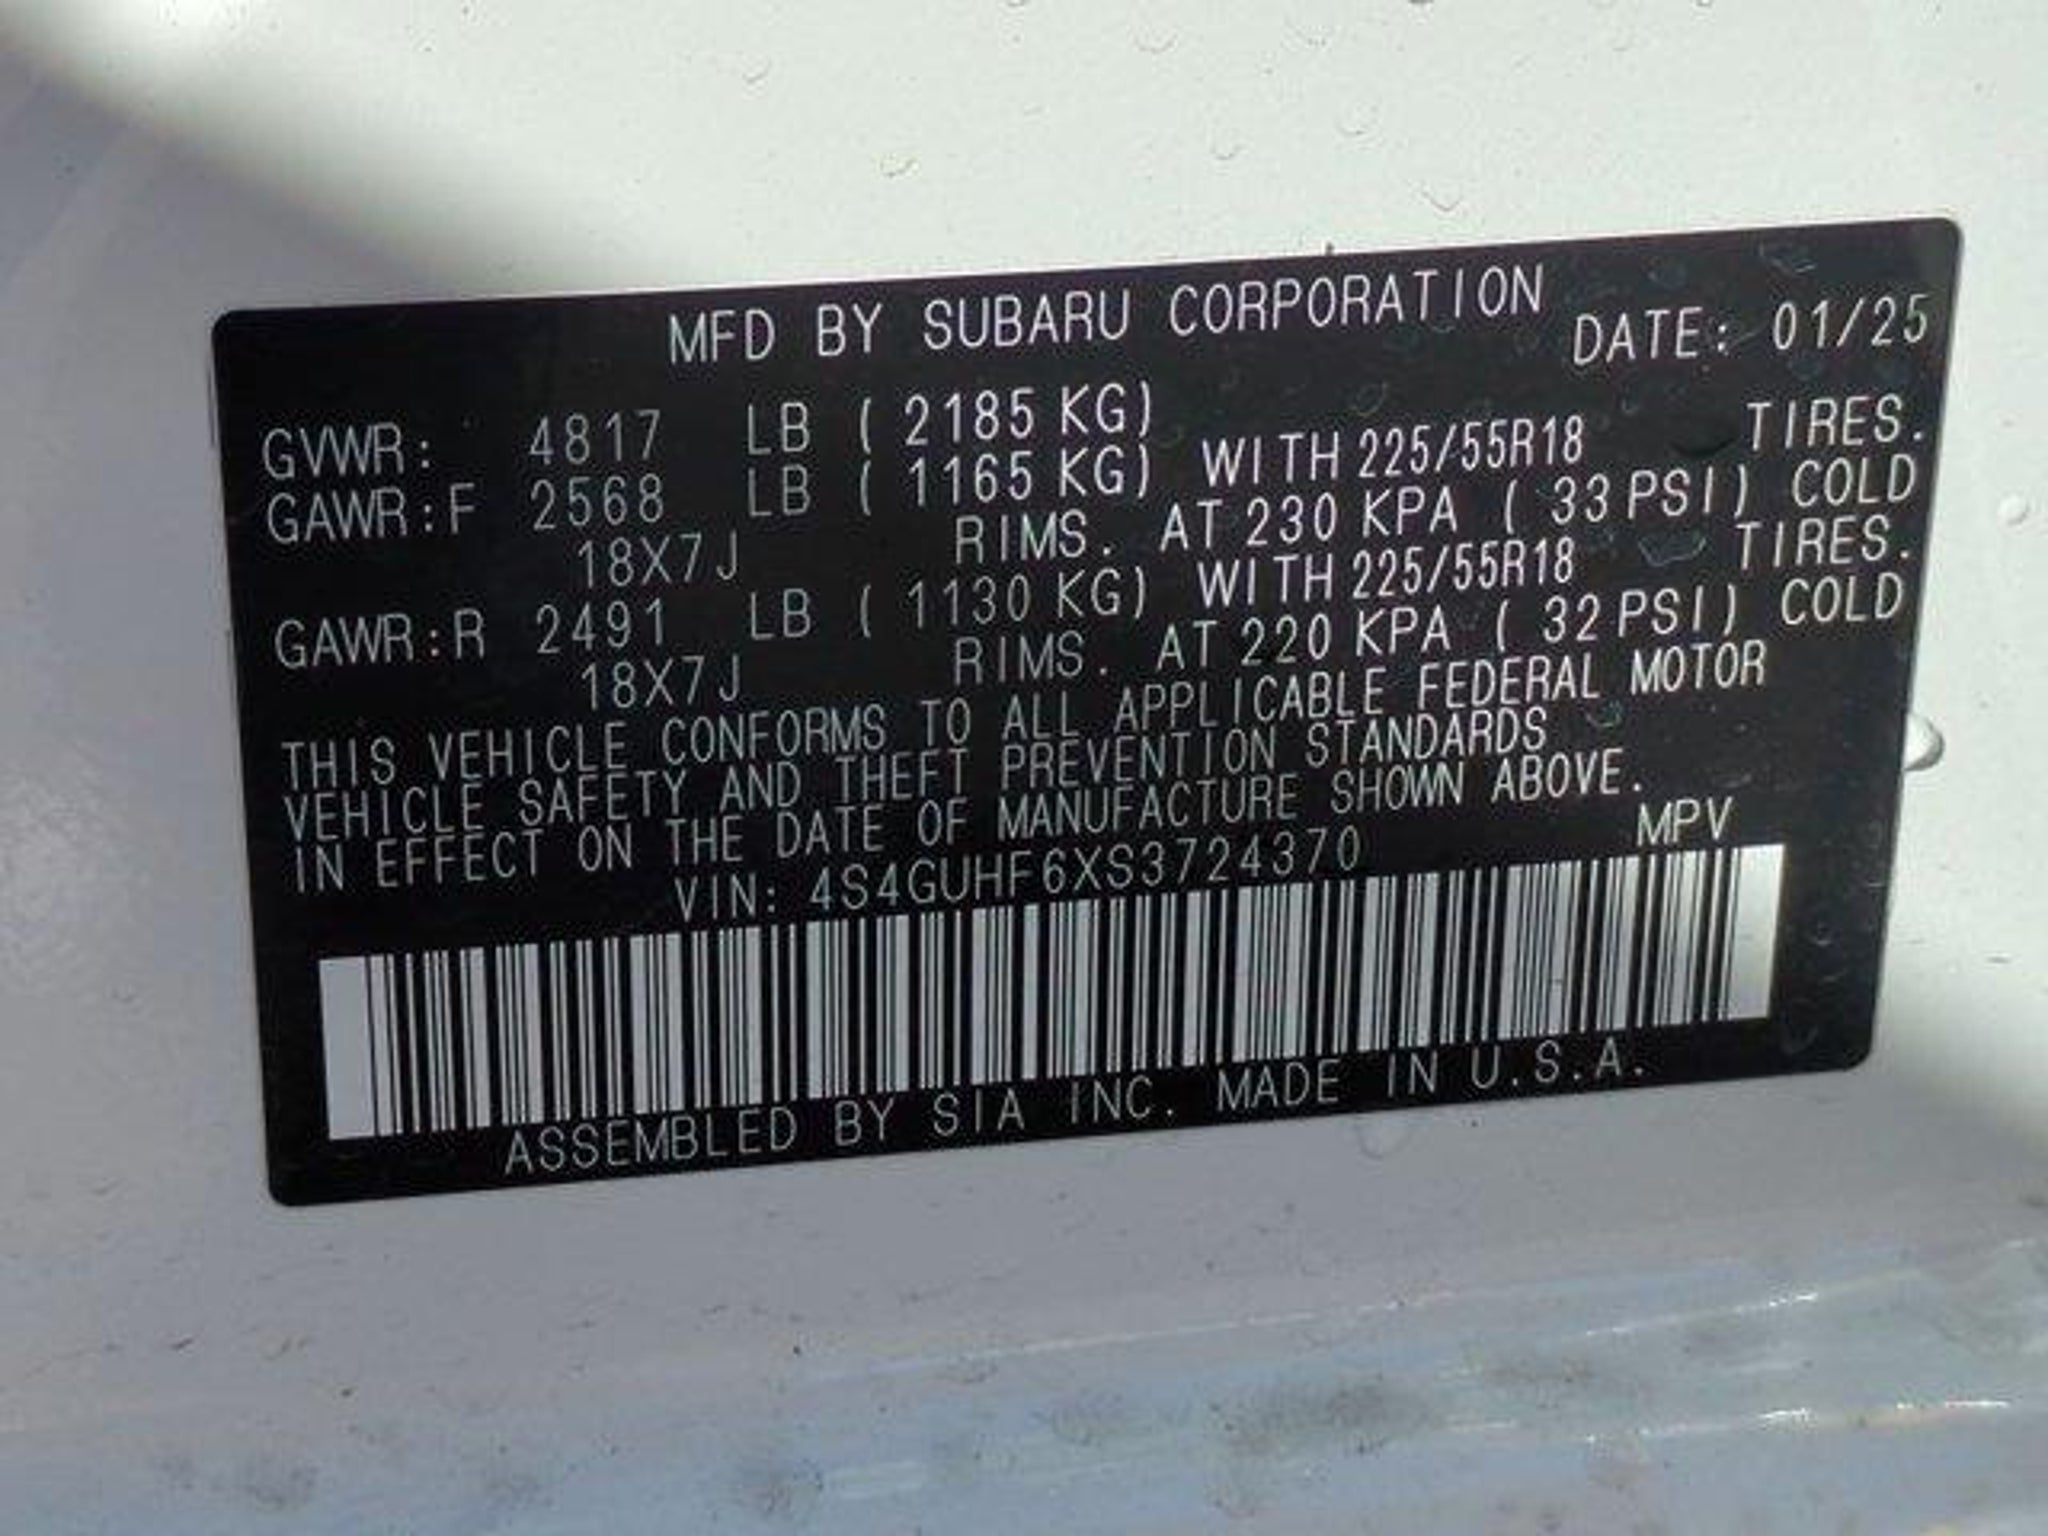 MFD BY SUBARU CORPORATION DATE: 01/25
GVWR: 4817 LB ( 2185 KG)
GAWR:F 2568 LB ( 1165 KG) WITH 225/55R18 TIRES.
18X7J RIMS. AT 230 KPA ( 33 PSI) COLD
GAWR:R 2491 LB ( 1130 KG) WITH 225/55R18 TIRES.
18X7J RIMS. AT 220 KPA ( 32 PSI) COLD
THIS VEHICLE CONFORMS TO ALL APPLICABLE FEDERAL MOTOR
VEHICLE SAFETY AND THEFT PREVENTION STANDARDS
IN EFFECT ON THE DATE OF MANUFACTURE SHOWN ABOVE.
VIN: 4S4GUHF6XS3724370 MPV
ASSEMBLED BY SIA INC. MADE IN U.S.A.